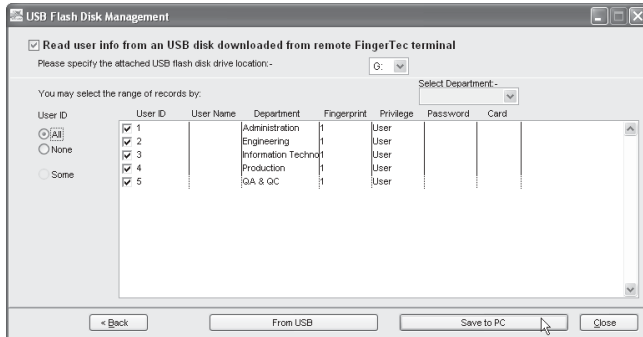 USB Flash Disk Management
Read user info from an USB disk downloaded from remote FingerTec terminal
Please specify the attached USB flash disk drive location:- G:
You may select the range of records by: Select Department:-
User ID User ID User Name Department Fingerprint Privilege Password Card
All 1 Administration 1 User
None 2 Engineering 1 User
3 Information Techno 1 User
Some 4 Production 1 User
5 QA & QC 1 User
< Back From USB Save to PC Close